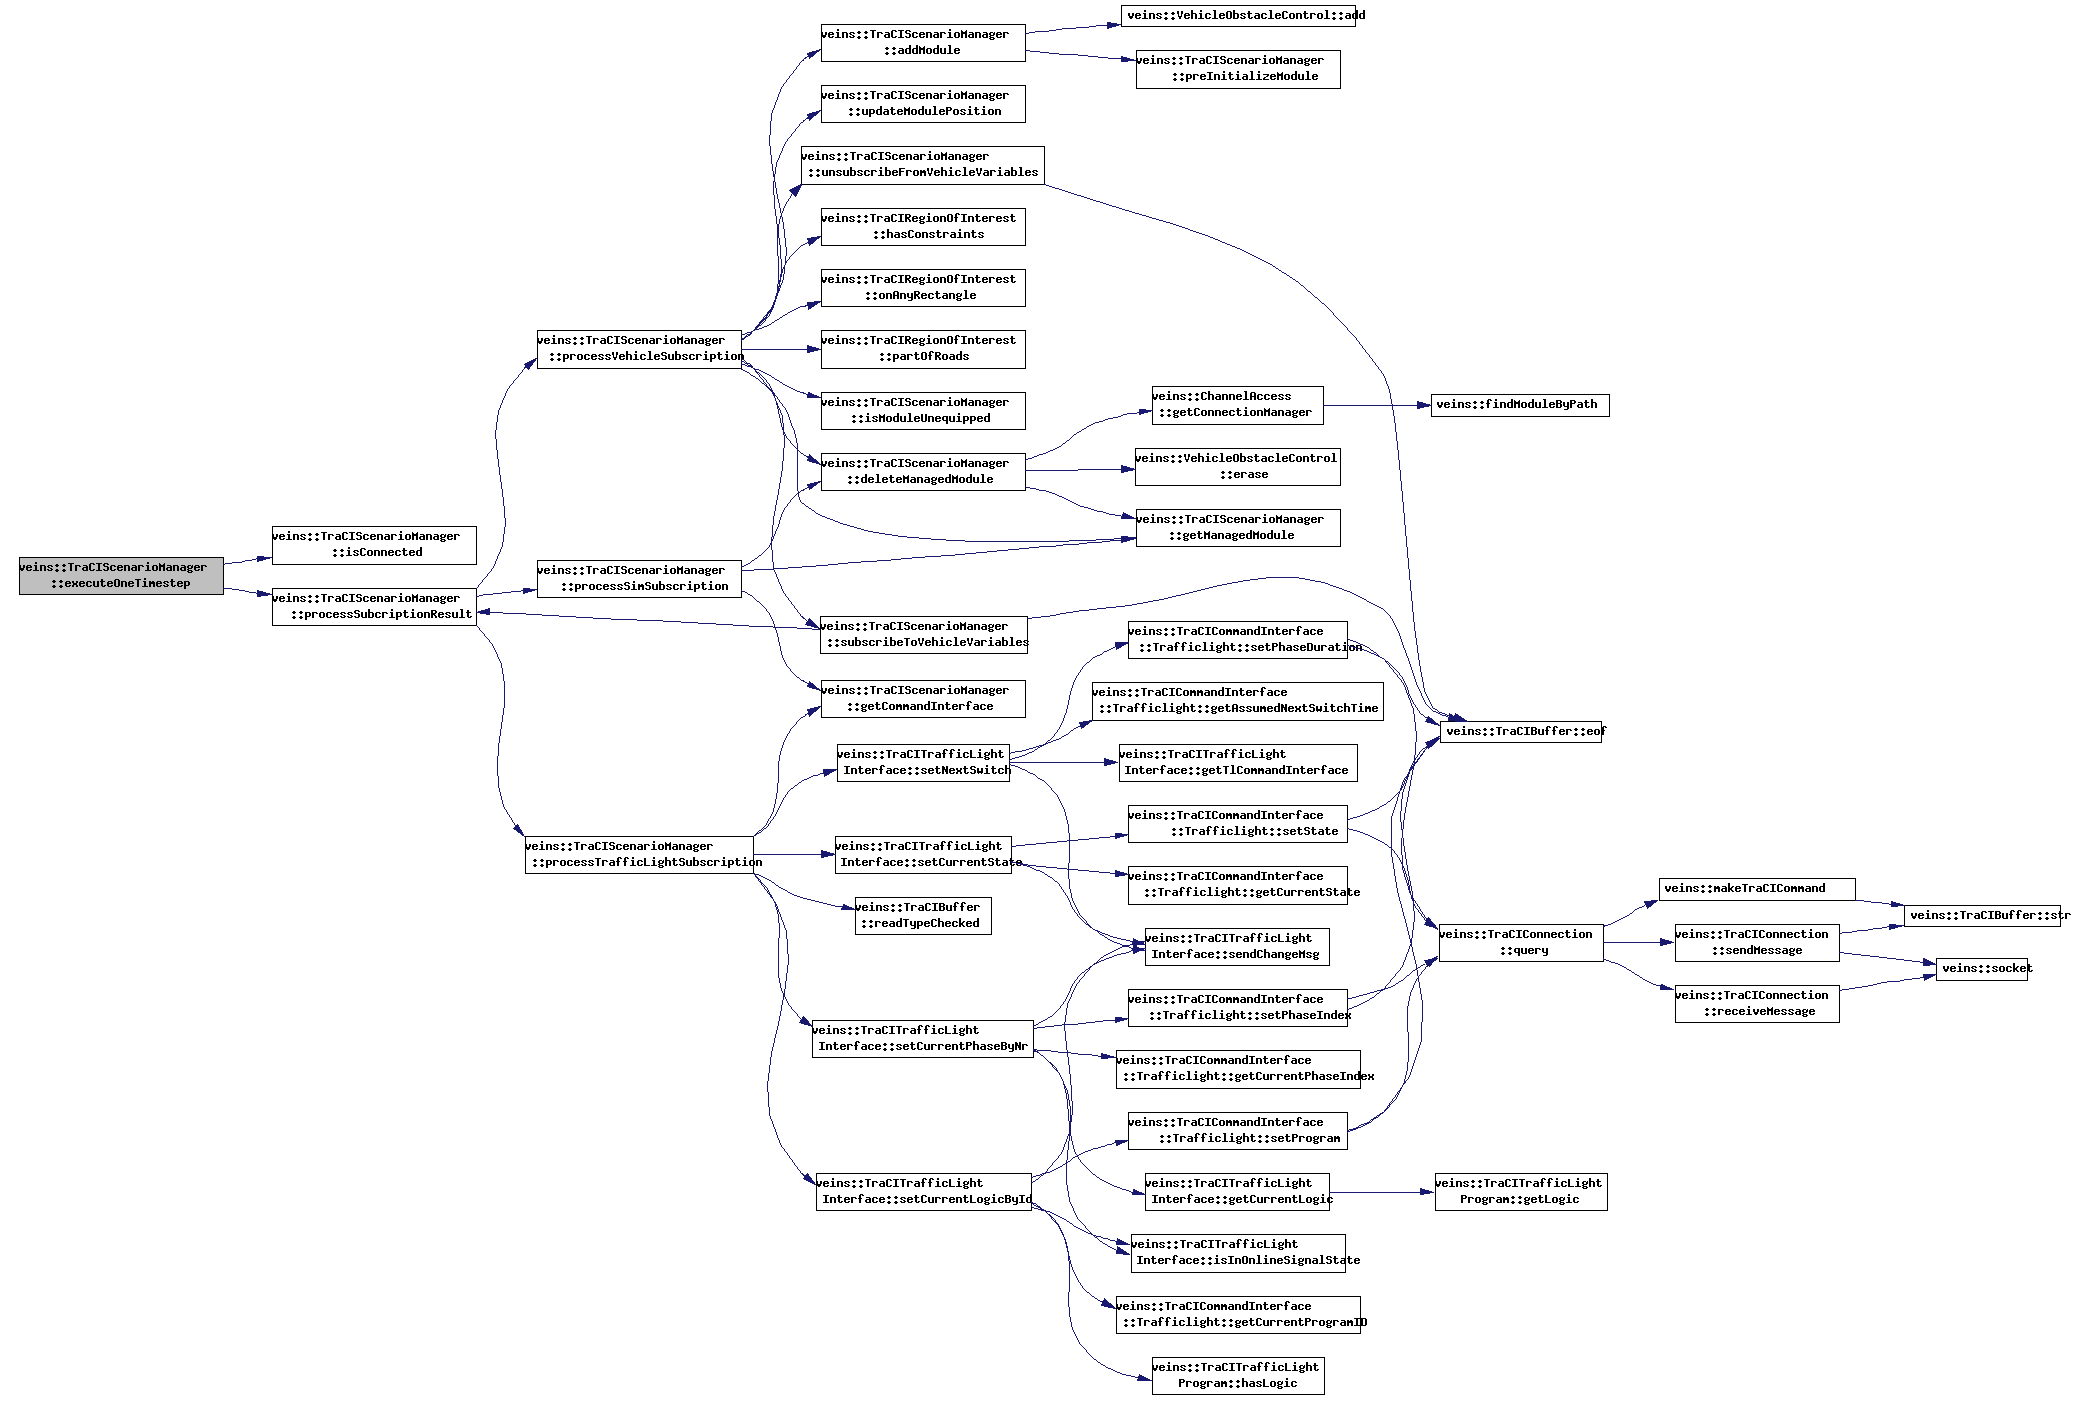 veins::TraCIScenarioManager
::executeOneTimestep
veins::TraCIScenarioManager
::isConnected
veins::TraCIScenarioManager
::processSubcriptionResult
veins::TraCIScenarioManager
::processVehicleSubscription
veins::TraCIScenarioManager
::processSimSubscription
veins::TraCIScenarioManager
::processTrafficLightSubscription
veins::TraCIScenarioManager
::addModule
veins::TraCIScenarioManager
::updateModulePosition
veins::TraCIScenarioManager
::unsubscribeFromVehicleVariables
veins::TraCIRegionOfInterest
::hasConstraints
veins::TraCIRegionOfInterest
::onAnyRectangle
veins::TraCIRegionOfInterest
::partOfRoads
veins::TraCIScenarioManager
::isModuleUnequipped
veins::TraCIScenarioManager
::deleteManagedModule
veins::TraCIScenarioManager
::subscribeToVehicleVariables
veins::TraCIScenarioManager
::getCommandInterface
veins::TraCITrafficLight
Interface::setNextSwitch
veins::TraCITrafficLight
Interface::setCurrentState
veins::TraCIBuffer
::readTypeChecked
veins::TraCITrafficLight
Interface::setCurrentPhaseByNr
veins::TraCITrafficLight
Interface::setCurrentLogicById
veins::VehicleObstacleControl::add
veins::TraCIScenarioManager
::preInitializeModule
veins::ChannelAccess
::getConnectionManager
veins::VehicleObstacleControl
::erase
veins::TraCIScenarioManager
::getManagedModule
veins::TraCICommandInterface
::Trafficlight::setPhaseDuration
veins::TraCICommandInterface
::Trafficlight::getAssumedNextSwitchTime
veins::TraCITrafficLight
Interface::getTlCommandInterface
veins::TraCICommandInterface
::Trafficlight::setState
veins::TraCICommandInterface
::Trafficlight::getCurrentState
veins::TraCITrafficLight
Interface::sendChangeMsg
veins::TraCICommandInterface
::Trafficlight::setPhaseIndex
veins::TraCICommandInterface
::Trafficlight::getCurrentPhaseIndex
veins::TraCICommandInterface
::Trafficlight::setProgram
veins::TraCITrafficLight
Interface::getCurrentLogic
veins::TraCITrafficLight
Interface::isInOnlineSignalState
veins::TraCICommandInterface
::Trafficlight::getCurrentProgramID
veins::TraCITrafficLight
Program::hasLogic
veins::findModuleByPath
veins::TraCIBuffer::eof
veins::TraCIConnection
::query
veins::TraCITrafficLight
Program::getLogic
veins::makeTraCICommand
veins::TraCIConnection
::sendMessage
veins::TraCIConnection
::receiveMessage
veins::TraCIBuffer::str
veins::socket